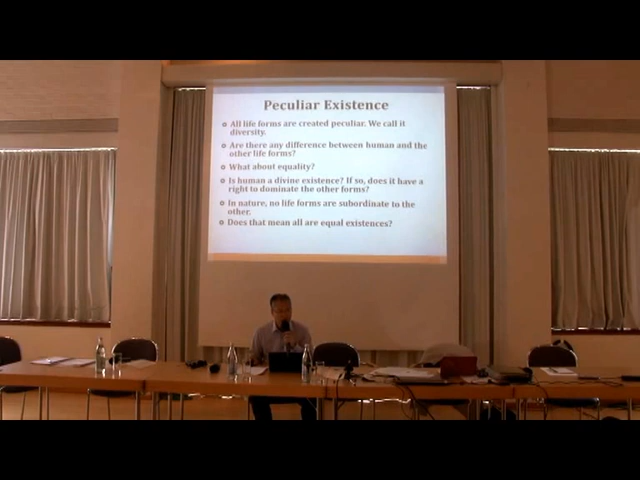 Peculiar Existence
All life forms are created peculiar. We call it
diversity.
Are there any difference between human and the
other life forms?
What about equality?
Is human a divine existence? If so, does it have a
right to dominate the other forms?
In nature, no life forms are subordinate to the
other.
Does that mean all are equal existences?